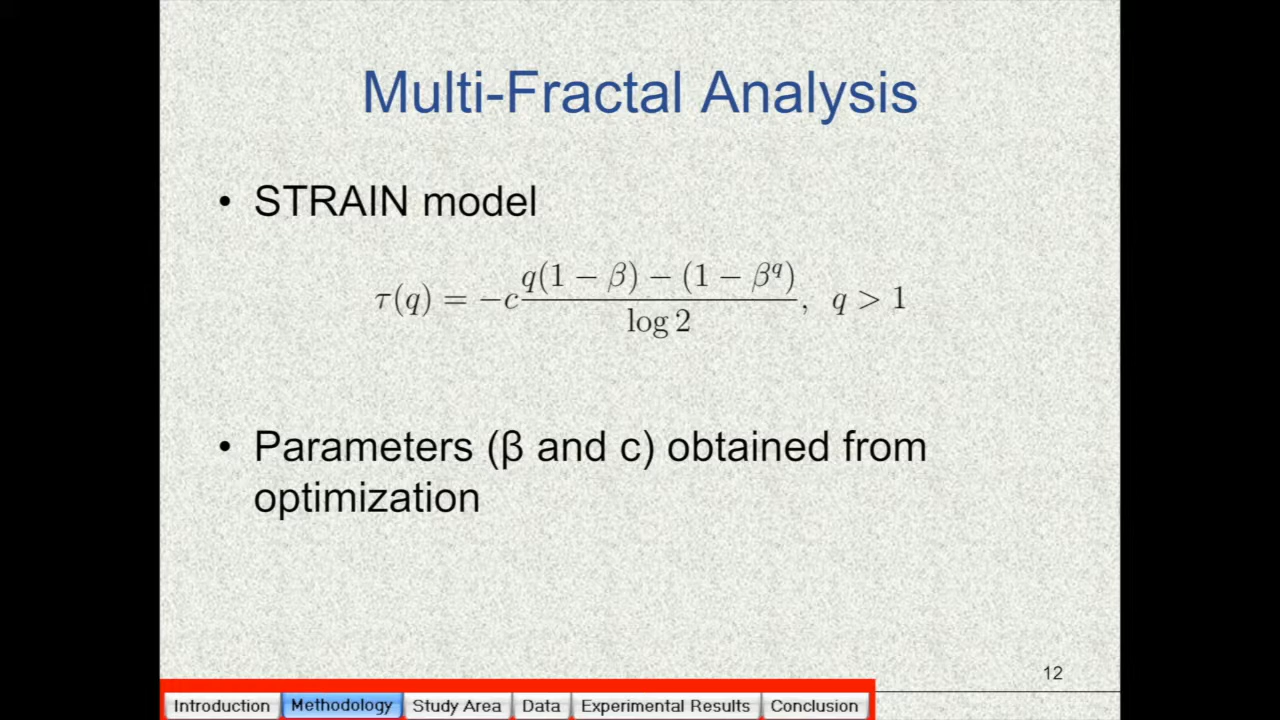 Multi-Fractal Analysis
• STRAIN model
τ(q) = −c q(1 − β) − (1 − β^q) / log 2, q > 1
• Parameters (β and c) obtained from
optimization
12
Introduction Methodology Study Area Data Experimental Results Conclusion